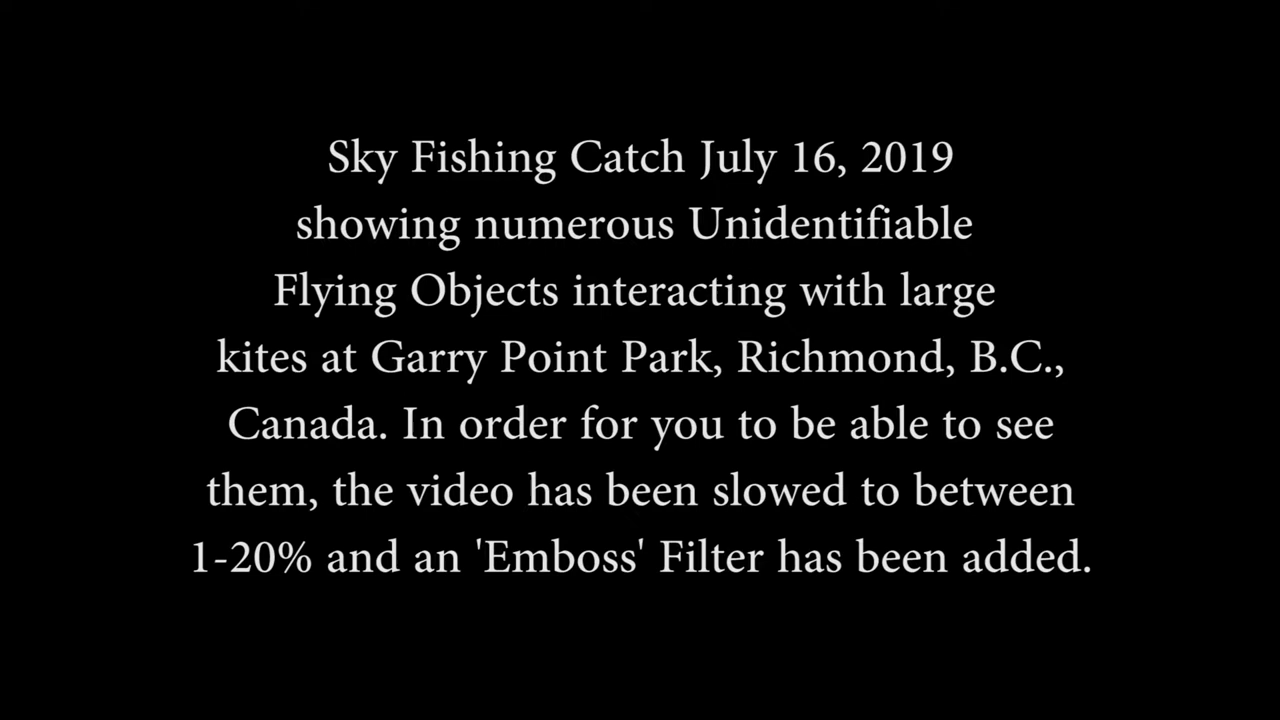 Sky Fishing Catch July 16, 2019
showing numerous Unidentifiable
Flying Objects interacting with large
kites at Garry Point Park, Richmond, B.C.,
Canada. In order for you to be able to see
them, the video has been slowed to between
1-20% and an 'Emboss' Filter has been added.